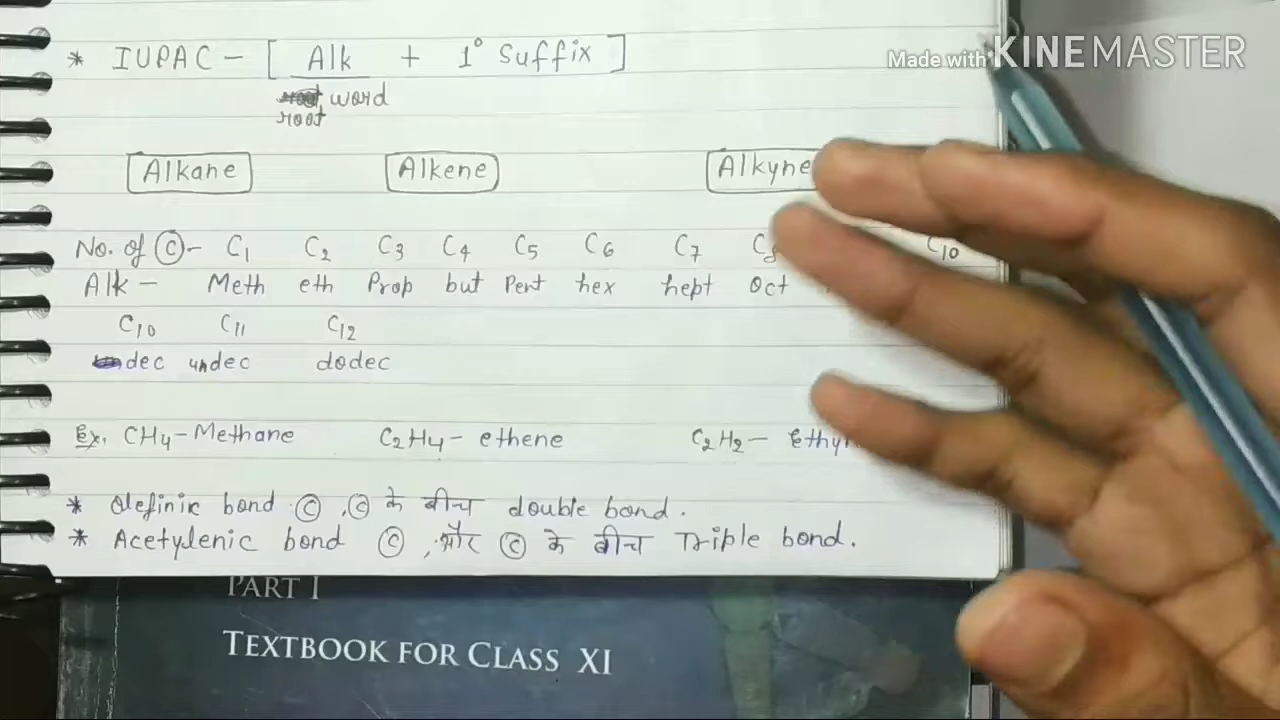 Made with KINEMASTER
* IUPAC - [ Alk + 1° Suffix ]
word
root
Alkane Alkene Alkyne
No. of C - C1 C2 C3 C4 C5 C6 C7 C8 C10
Alk - Meth eth Prop but Pent hex hept Oct
C10 C11 C12
dec undec dodec
Ex. CH4 - Methane C2H4 - ethene C2H2 -
* Olefinic bond C , C के बीच double bond.
* Acetylenic bond C , और C के बीच Triple bond.
PART I
TEXTBOOK FOR CLASS XI